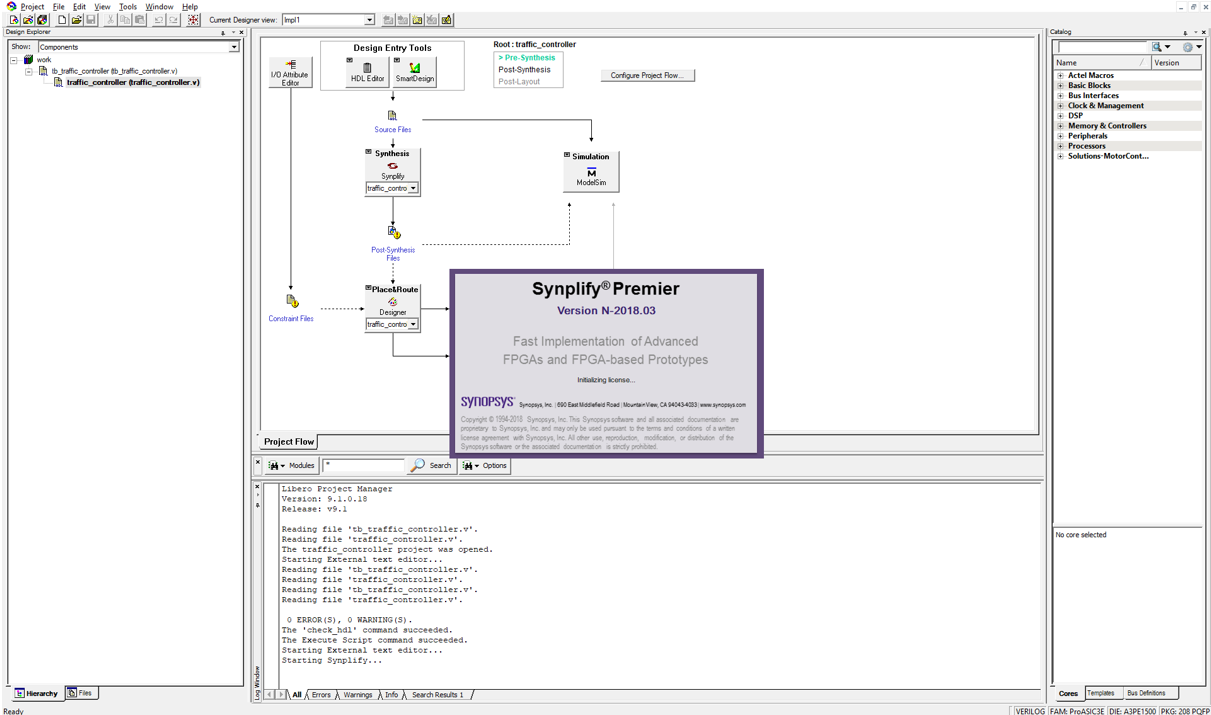 Project File Edit View Tools Window Help
Current Designer view: Impl1
Design Explorer
Show: Components
work
tb_traffic_controller (tb_traffic_controller.v)
traffic_controller (traffic_controller.v)
Hierarchy Files
Design Entry Tools
I/O Attribute
Editor
HDL Editor
SmartDesign
Root : traffic_controller
> Pre-Synthesis
Post-Synthesis
Post-Layout
Configure Project Flow...
Source Files
Synthesis
Synplify
traffic_contro
Simulation
ModelSim
Post-Synthesis
Files
Constraint Files
Place&Route
Designer
traffic_contro
Synplify® Premier
Version N-2018.03
Fast Implementation of Advanced
FPGAs and FPGA-based Prototypes
Initializing license...
SYNOPSYS® Synopsys, Inc. | 690 East Middlefield Road | Mountain View, CA 94043-4033 | www.synopsys.com
Copyright © 1994-2018 Synopsys, Inc. This Synopsys software and all associated documentation are
proprietary to Synopsys, Inc. and may only be used pursuant to the terms and conditions of a written
license agreement with Synopsys, Inc. All other use, reproduction, modification, or distribution of the
Synopsys software or the associated documentation is strictly prohibited.
Project Flow
Modules * Search Options
Libero Project Manager
Version: 9.1.0.18
Release: v9.1
Reading file 'tb_traffic_controller.v'.
Reading file 'traffic_controller.v'.
The traffic_controller project was opened.
Starting External text editor...
Reading file 'tb_traffic_controller.v'.
Reading file 'traffic_controller.v'.
Reading file 'tb_traffic_controller.v'.
Reading file 'traffic_controller.v'.
0 ERROR(S), 0 WARNING(S).
The 'check_hdl' command succeeded.
The Execute Script command succeeded.
Starting External text editor...
Starting Synplify...
Log Window
All Errors Warnings Info Search Results 1
Catalog
Name Version
Actel Macros
Basic Blocks
Bus Interfaces
Clock & Management
DSP
Memory & Controllers
Peripherals
Processors
Solutions-MotorCont...
No core selected
Cores Templates Bus Definitions
Ready
VERILOG FAM: ProASIC3E DIE: A3PE1500 PKG: 208 PQFP